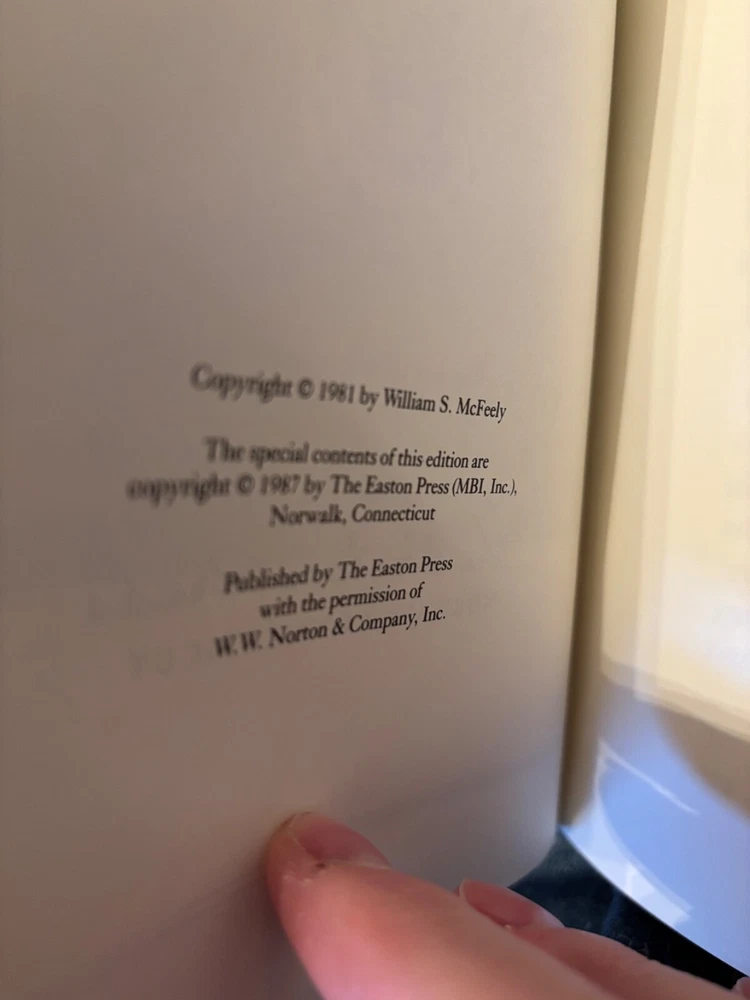 Copyright © 1981 by William S. McFeely
The special contents of this edition are
copyright © 1987 by The Easton Press (MBI, Inc.),
Norwalk, Connecticut
Published by The Easton Press
with the permission of
W. W. Norton & Company, Inc.